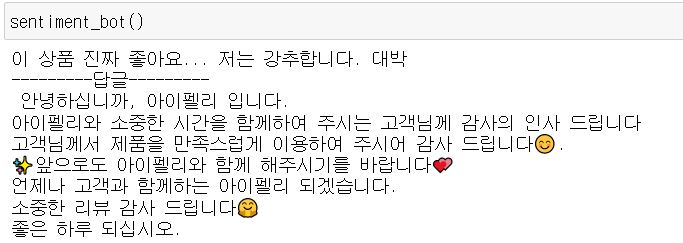 sentiment_bot()
이 상품 진짜 좋아요... 저는 강추합니다. 대박
---------답글---------
안녕하십니까, 아이펠리 입니다.
아이펠리와 소중한 시간을 함께하여 주시는 고객님께 감사의 인사 드립니다
고객님께서 제품을 만족스럽게 이용하여 주시어 감사 드립니다😊.
✨앞으로도 아이펠리와 함께 해주시기를 바랍니다💕
언제나 고객과 함께하는 아이펠리 되겠습니다.
소중한 리뷰 감사 드립니다🤗
좋은 하루 되십시오.